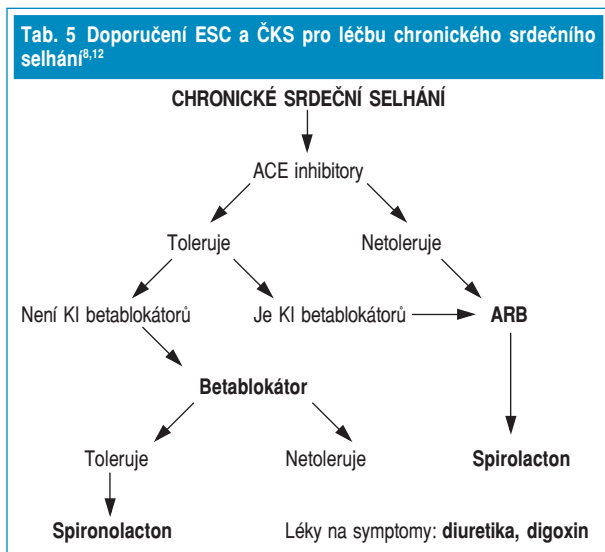 Tab. 5 Doporučení ESC a ČKS pro léčbu chronického srdečního
selhání8,12
CHRONICKÉ SRDEČNÍ SELHÁNÍ
ACE inhibitory
Toleruje Netoleruje
Není KI betablokátorů Je KI betablokátorů ARB
Betablokátor
Toleruje Netoleruje Spirolacton
Spironolacton Léky na symptomy: diuretika, digoxin